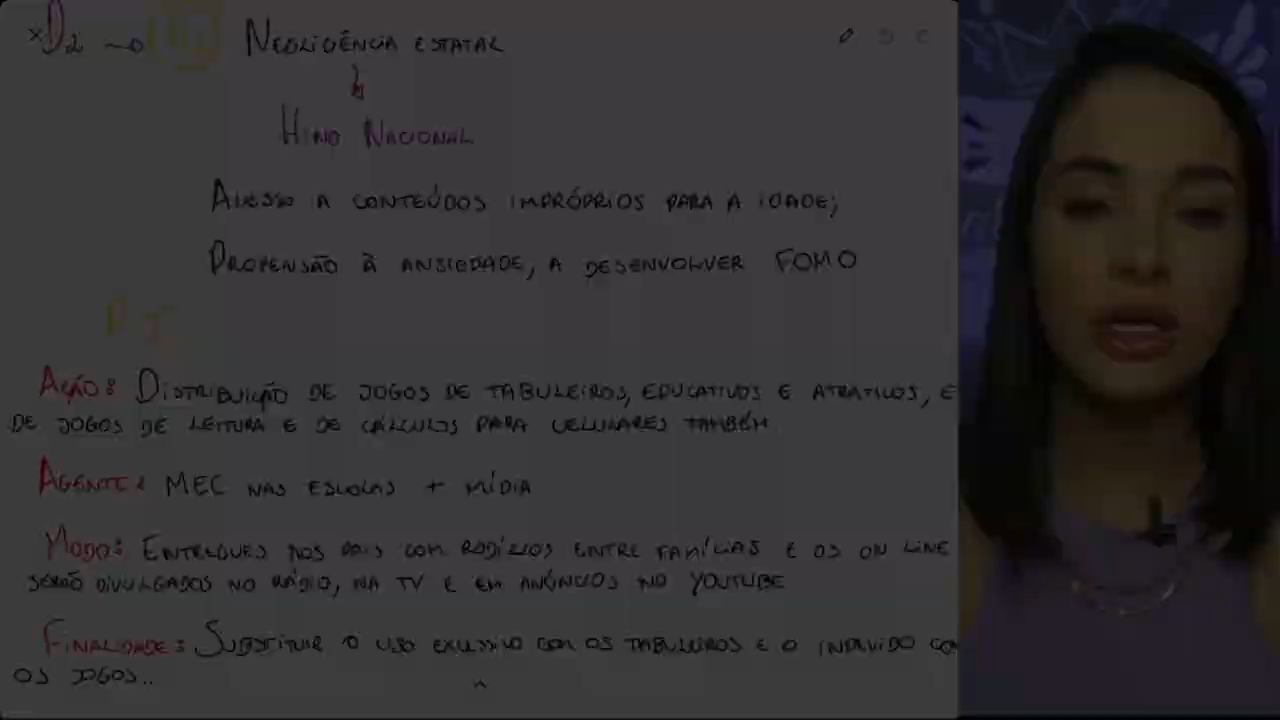 D2 → NEGLIGÊNCIA ESTATAL
HINO NACIONAL
ACESSO A CONTEÚDOS IMPRÓPRIOS PARA A IDADE;
PROPENSÃO À ANSIEDADE, A DESENVOLVER FOMO
P.I
AÇÃO: DISTRIBUIÇÃO DE JOGOS DE TABULEIROS, EDUCATIVOS E ATRATIVOS, E
DE JOGOS DE LEITURA E DE CÁLCULOS PARA CELULARES TAMBÉM
AGENTE: MEC NAS ESCOLAS + MÍDIA
MODO: ENTREGUES AOS PAIS COM RODÍZIOS ENTRE FAMÍLIAS E OS ON LINE
SERÃO DIVULGADOS NO RÁDIO, NA TV E EM ANÚNCIOS NO YOUTUBE
FINALIDADE: SUBSTITUIR O USO EXCESSIVO COM OS TABULEIROS E O INDEVIDO COM
OS JOGOS..